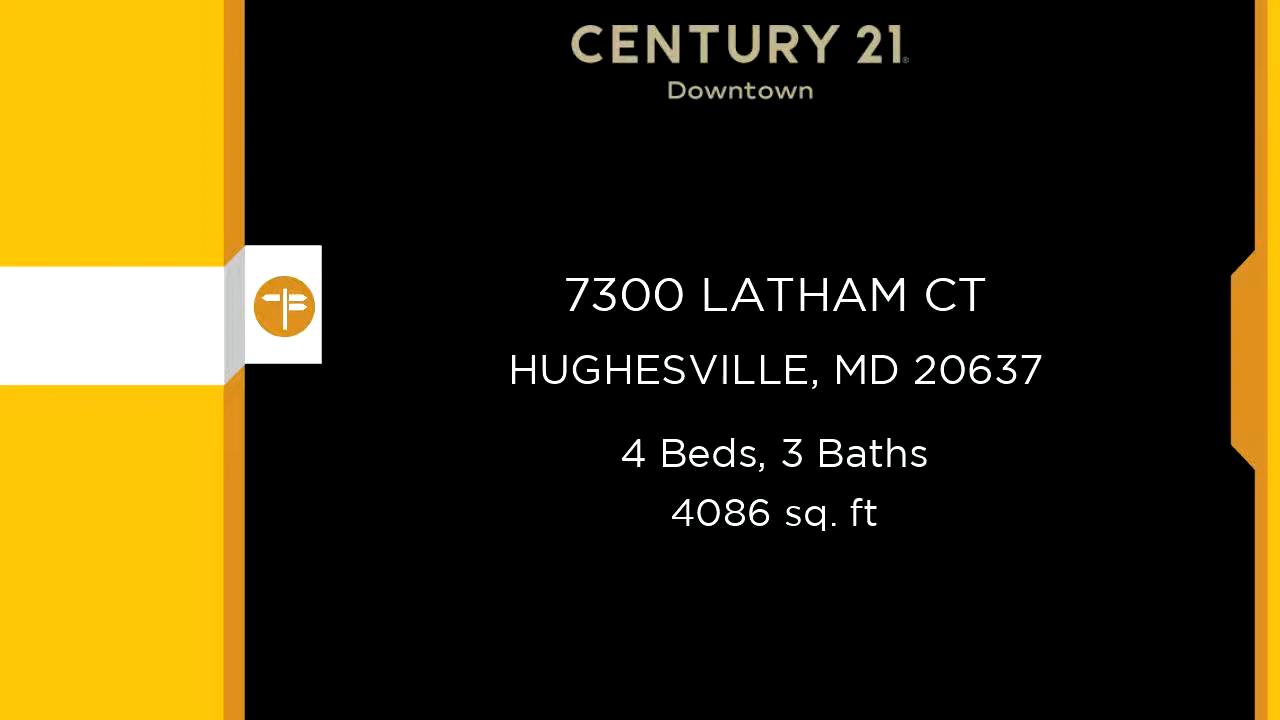 CENTURY 21®
Downtown
7300 LATHAM CT
HUGHESVILLE, MD 20637
4 Beds, 3 Baths
4086 sq. ft